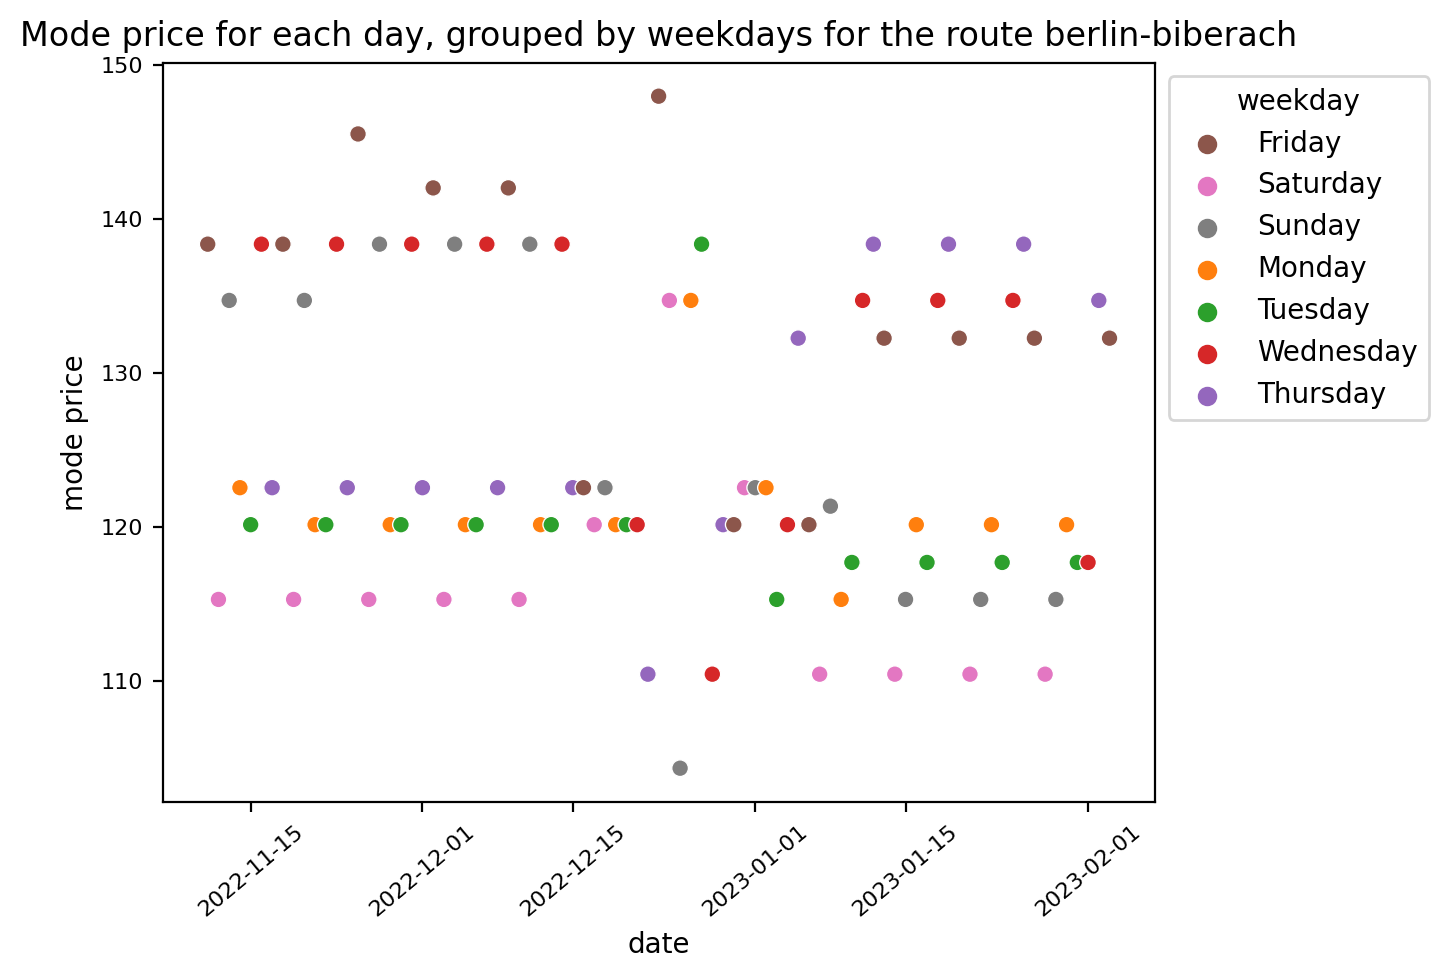 Mode price for each day, grouped by weekdays for the route berlin-biberach
150
140
130
120
110
mode price
2022-11-15
2022-12-01
2022-12-15
2023-01-01
2023-01-15
2023-02-01
date
weekday
Friday
Saturday
Sunday
Monday
Tuesday
Wednesday
Thursday